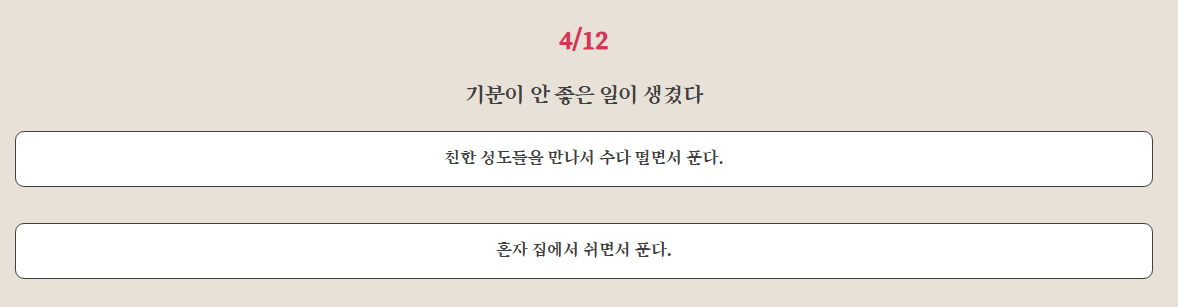 4/12
기분이 안 좋은 일이 생겼다
친한 성도들을 만나서 수다 떨면서 푼다.
혼자 집에서 쉬면서 푼다.